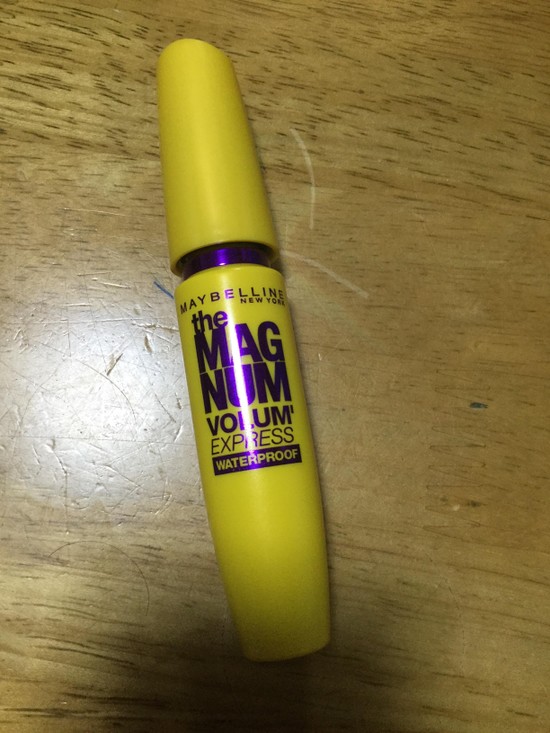 MAYBELLINE
NEW YORK
the
MAG
NUM
VOLUM'
EXPRESS
WATERPROOF